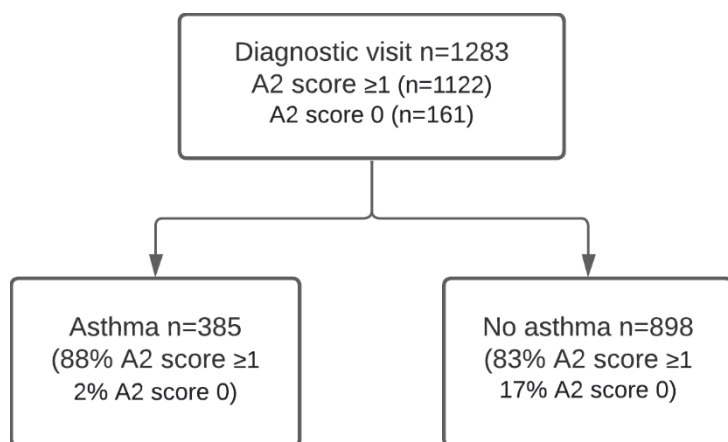 Diagnostic visit n=1283
A2 score ≥1 (n=1122)
A2 score 0 (n=161)
Asthma n=385
(88% A2 score ≥1
2% A2 score 0)
No asthma n=898
(83% A2 score ≥1
17% A2 score 0)